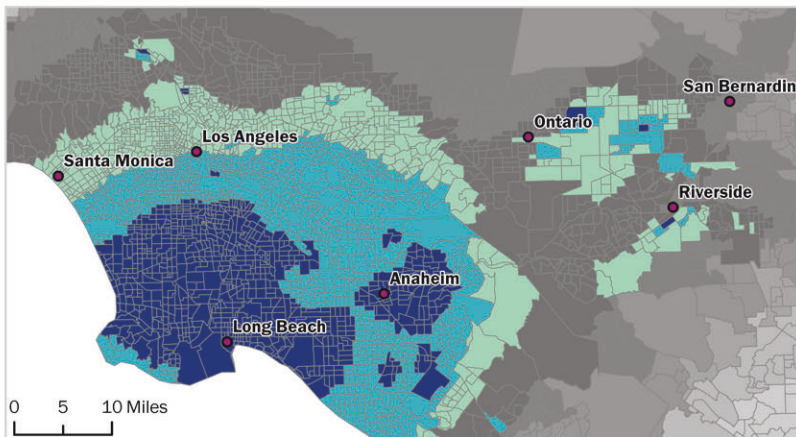 San Bernardin
Ontario
Los Angeles
Santa Monica
Riverside
Anaheim
Long Beach
0 5 10 Miles